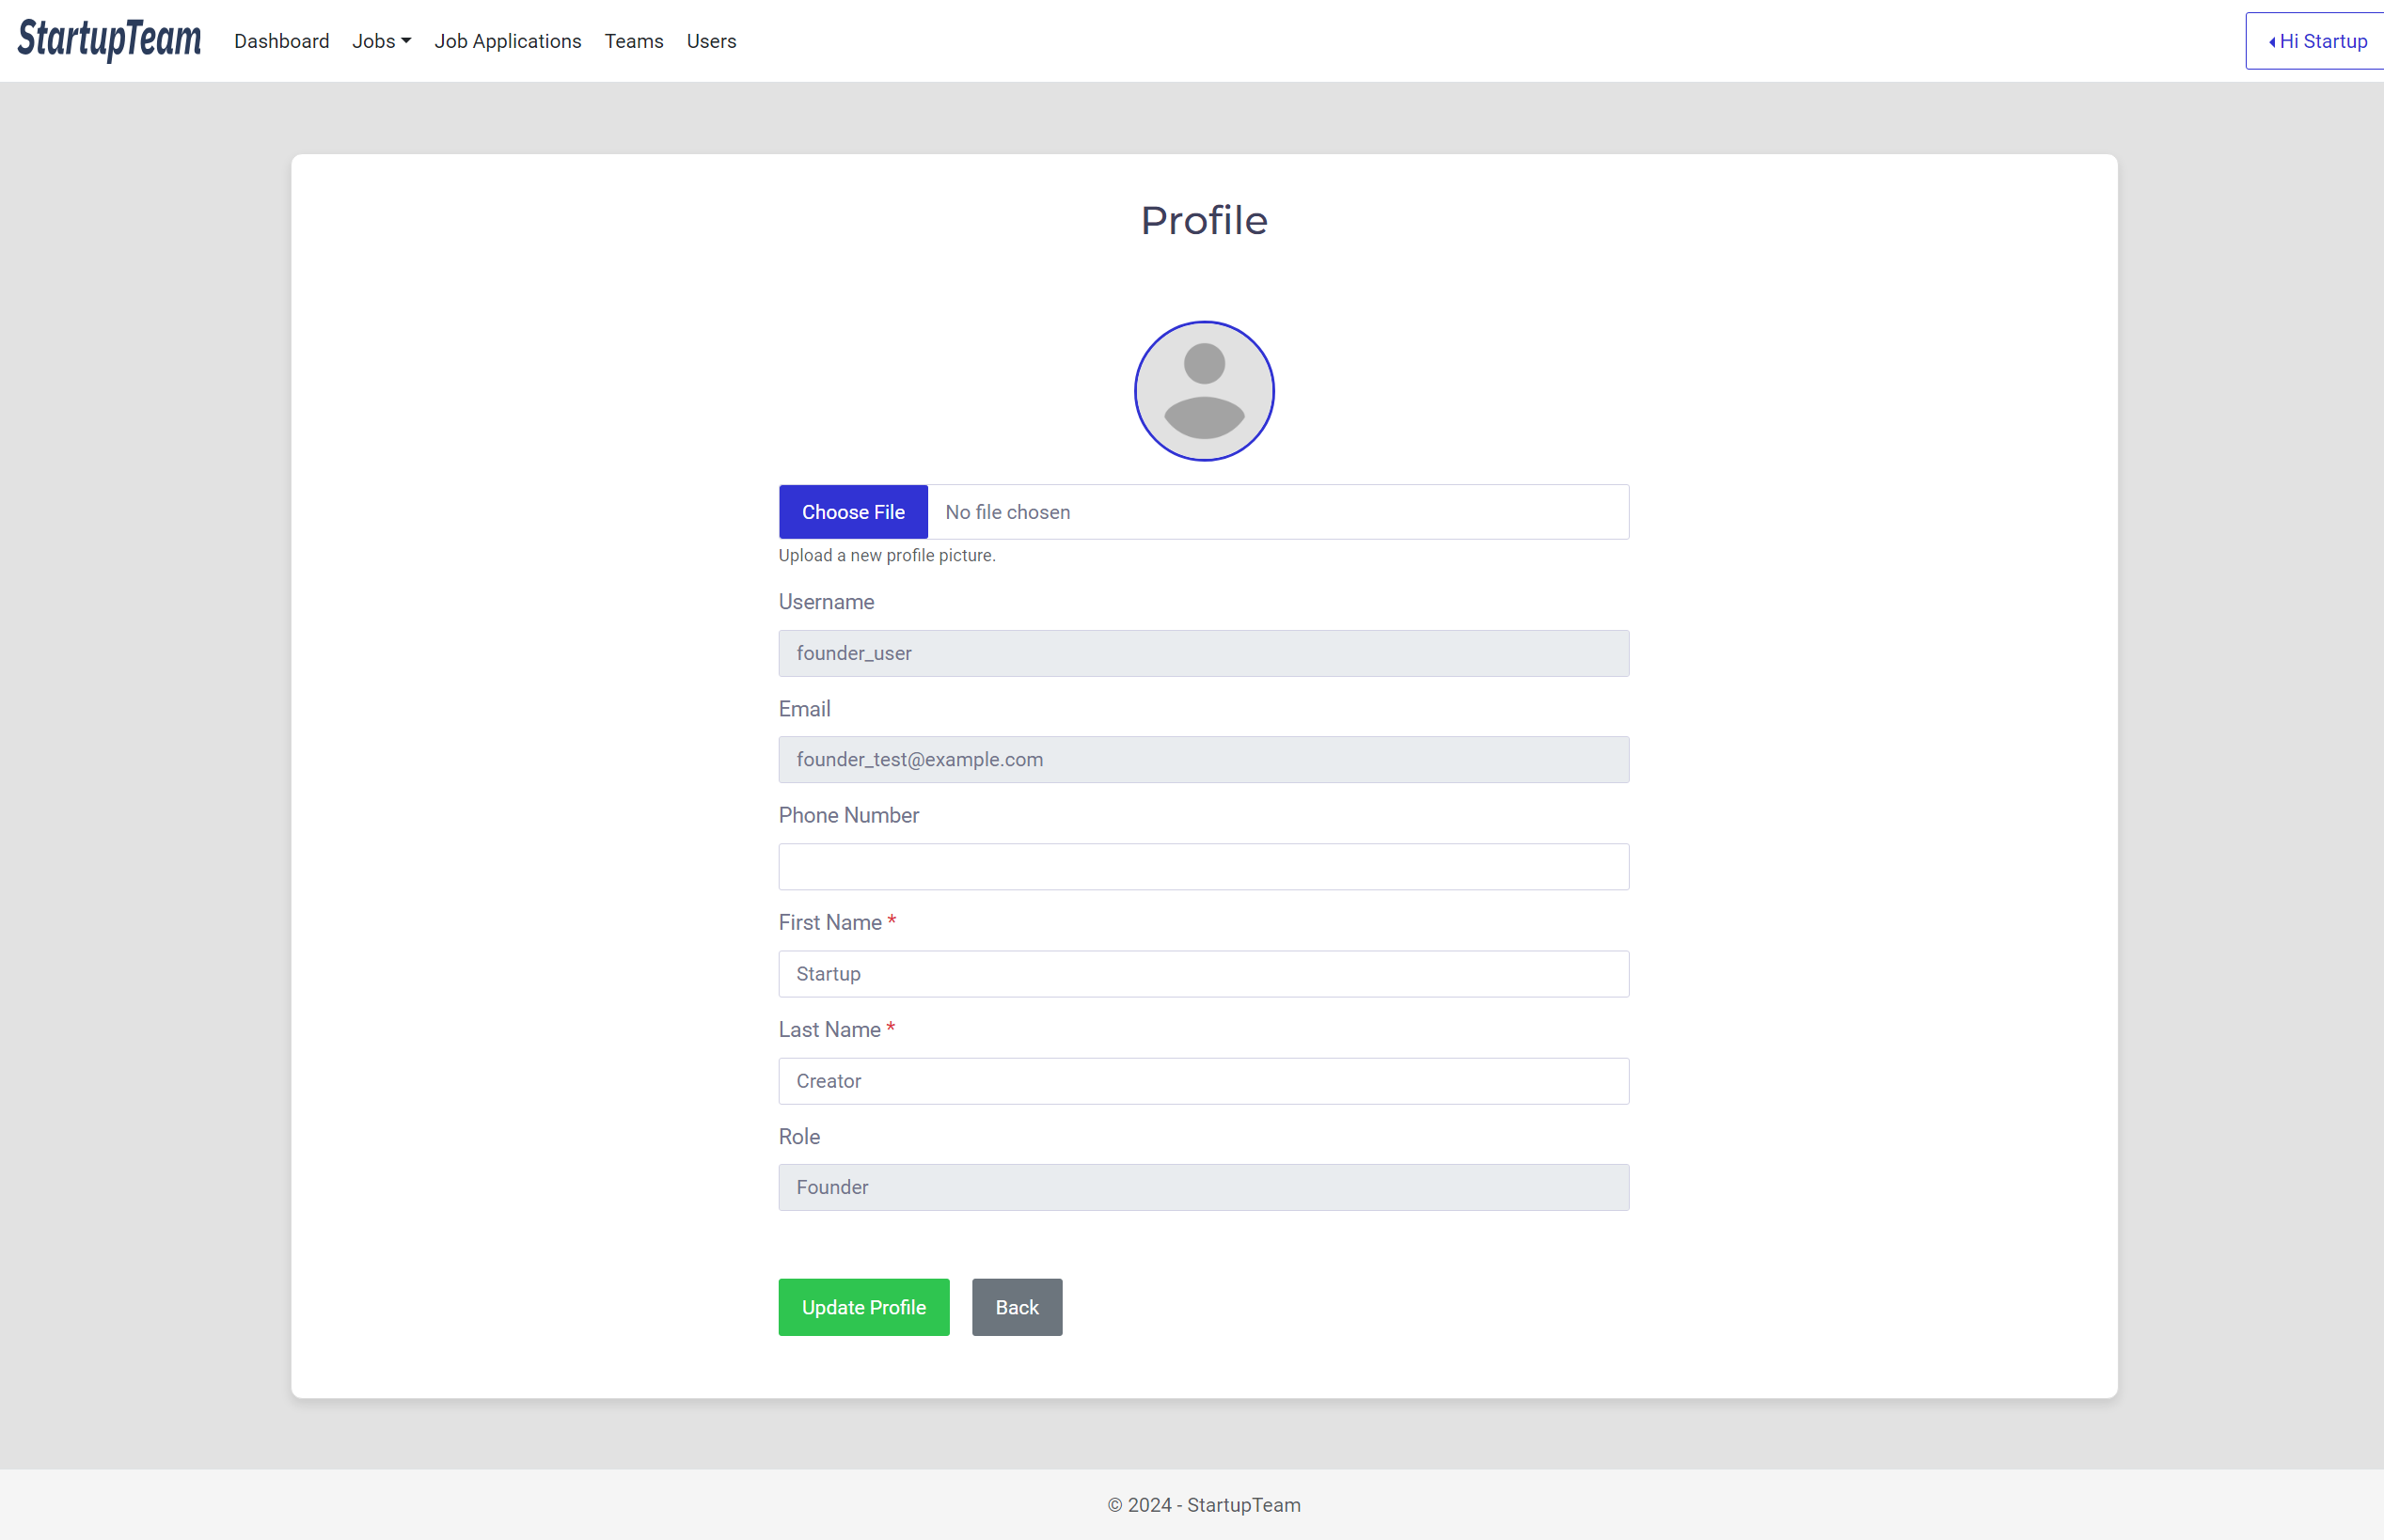 StartupTeam Dashboard Jobs Job Applications Teams Users Hi Startup
Profile
Choose File No file chosen
Upload a new profile picture.
Username
founder_user
Email
founder_test@example.com
Phone Number
First Name *
Startup
Last Name *
Creator
Role
Founder
Update Profile Back
© 2024 - StartupTeam